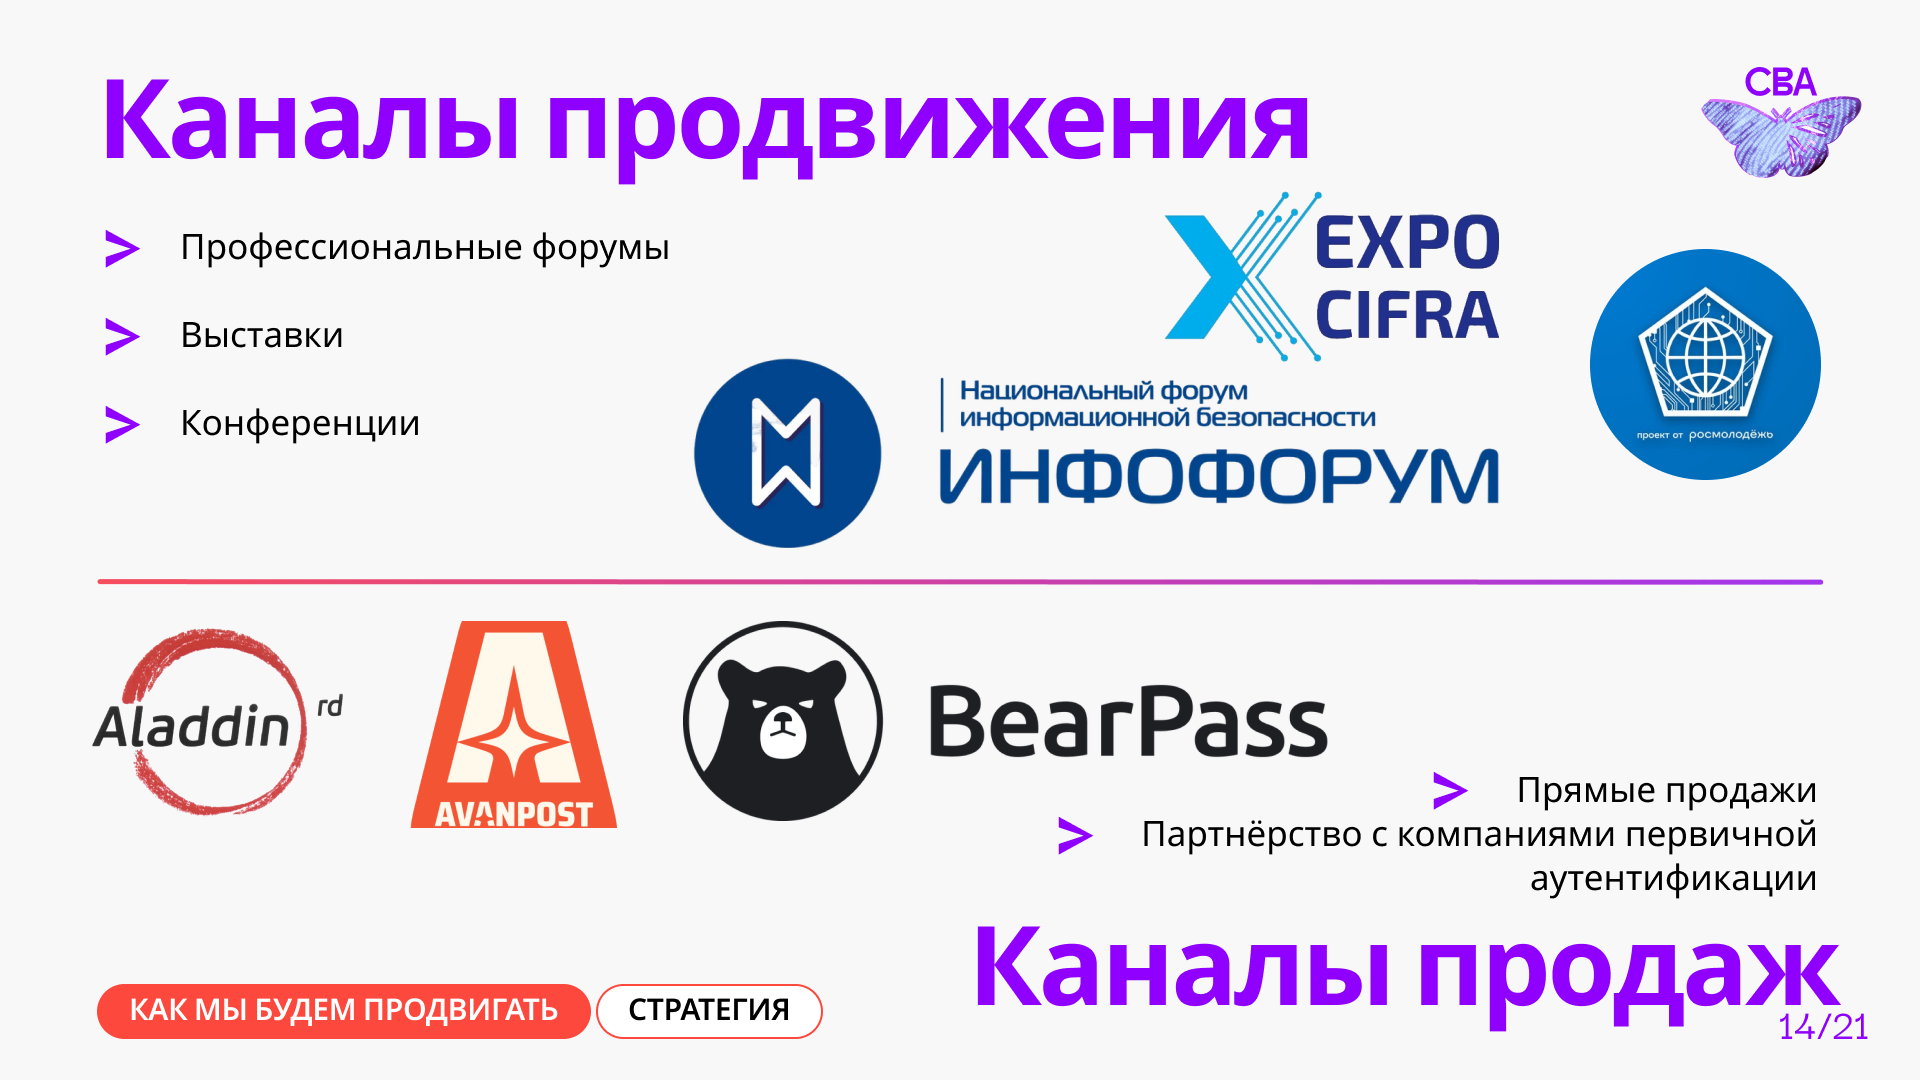 Каналы продвижения
СВА
Профессиональные форумы
Выставки
Конференции
EXPO
CIFRA
Национальный форум
информационной безопасности
ИНФОФОРУМ
проект от росмолодёжь
Aladdin rd
AVANPOST
BearPass
Прямые продажи
Партнёрство с компаниями первичной
аутентификации
Каналы продаж
КАК МЫ БУДЕМ ПРОДВИГАТЬ
СТРАТЕГИЯ
14/21